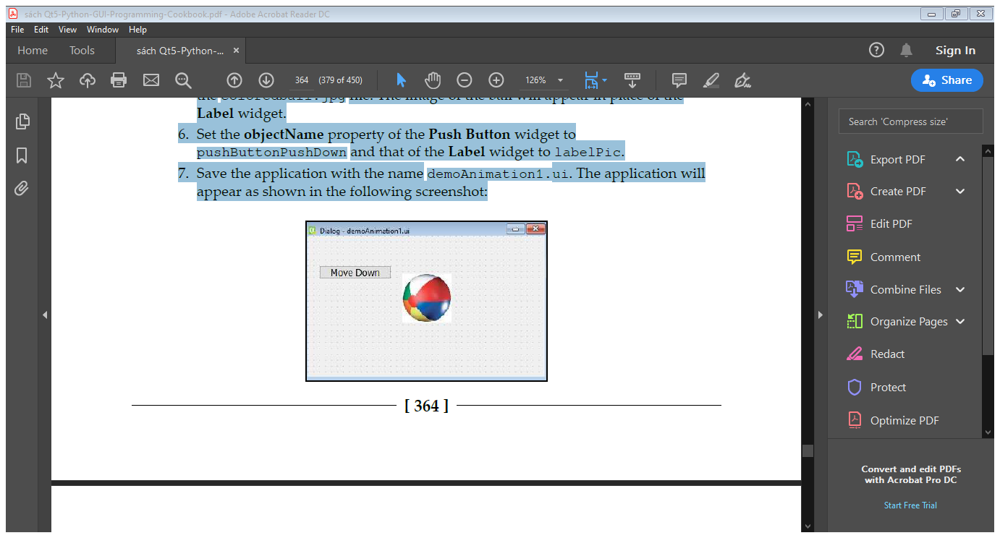 sách Qt5-Python-GUI-Programming-Cookbook.pdf - Adobe Acrobat Reader DC
File Edit View Window Help
Home Tools sách Qt5-Python-... ×
Sign In
364 (379 of 450)
126%
Share
the coloredball.jpg file. The image of the ball will appear in place of the
Label widget.
6. Set the objectName property of the Push Button widget to
pushButtonPushDown and that of the Label widget to labelPic.
7. Save the application with the name demoAnimation1.ui. The application will
appear as shown in the following screenshot:
Dialog - demoAnimation1.ui
Move Down
[ 364 ]
Search 'Compress size'
Export PDF
Create PDF
Edit PDF
Comment
Combine Files
Organize Pages
Redact
Protect
Optimize PDF
Convert and edit PDFs
with Acrobat Pro DC
Start Free Trial